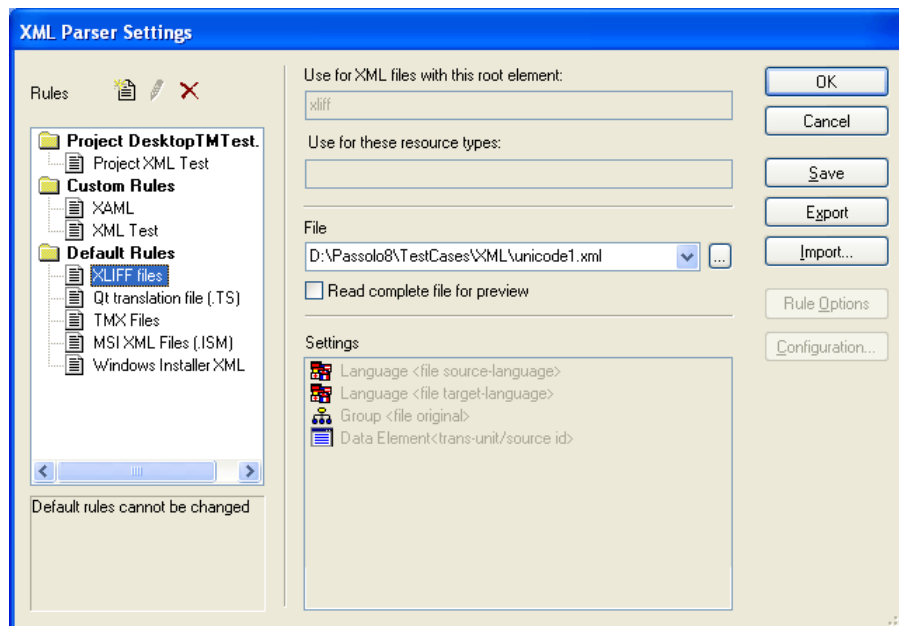 XML Parser Settings
Rules
Project DesktopTMTest.
Project XML Test
Custom Rules
XAML
XML Test
Default Rules
XLIFF files
Qt translation file (.TS)
TMX Files
MSI XML Files (.ISM)
Windows Installer XML
Default rules cannot be changed
Use for XML files with this root element:
xliff
Use for these resource types:
File
D:\Passolo8\TestCases\XML\unicode1.xml
...
Read complete file for preview
Settings
Language <file source-language>
Language <file target-language>
Group <file original>
Data Element<trans-unit/source id>
OK
Cancel
Save
Export
Import...
Rule Options
Configuration...